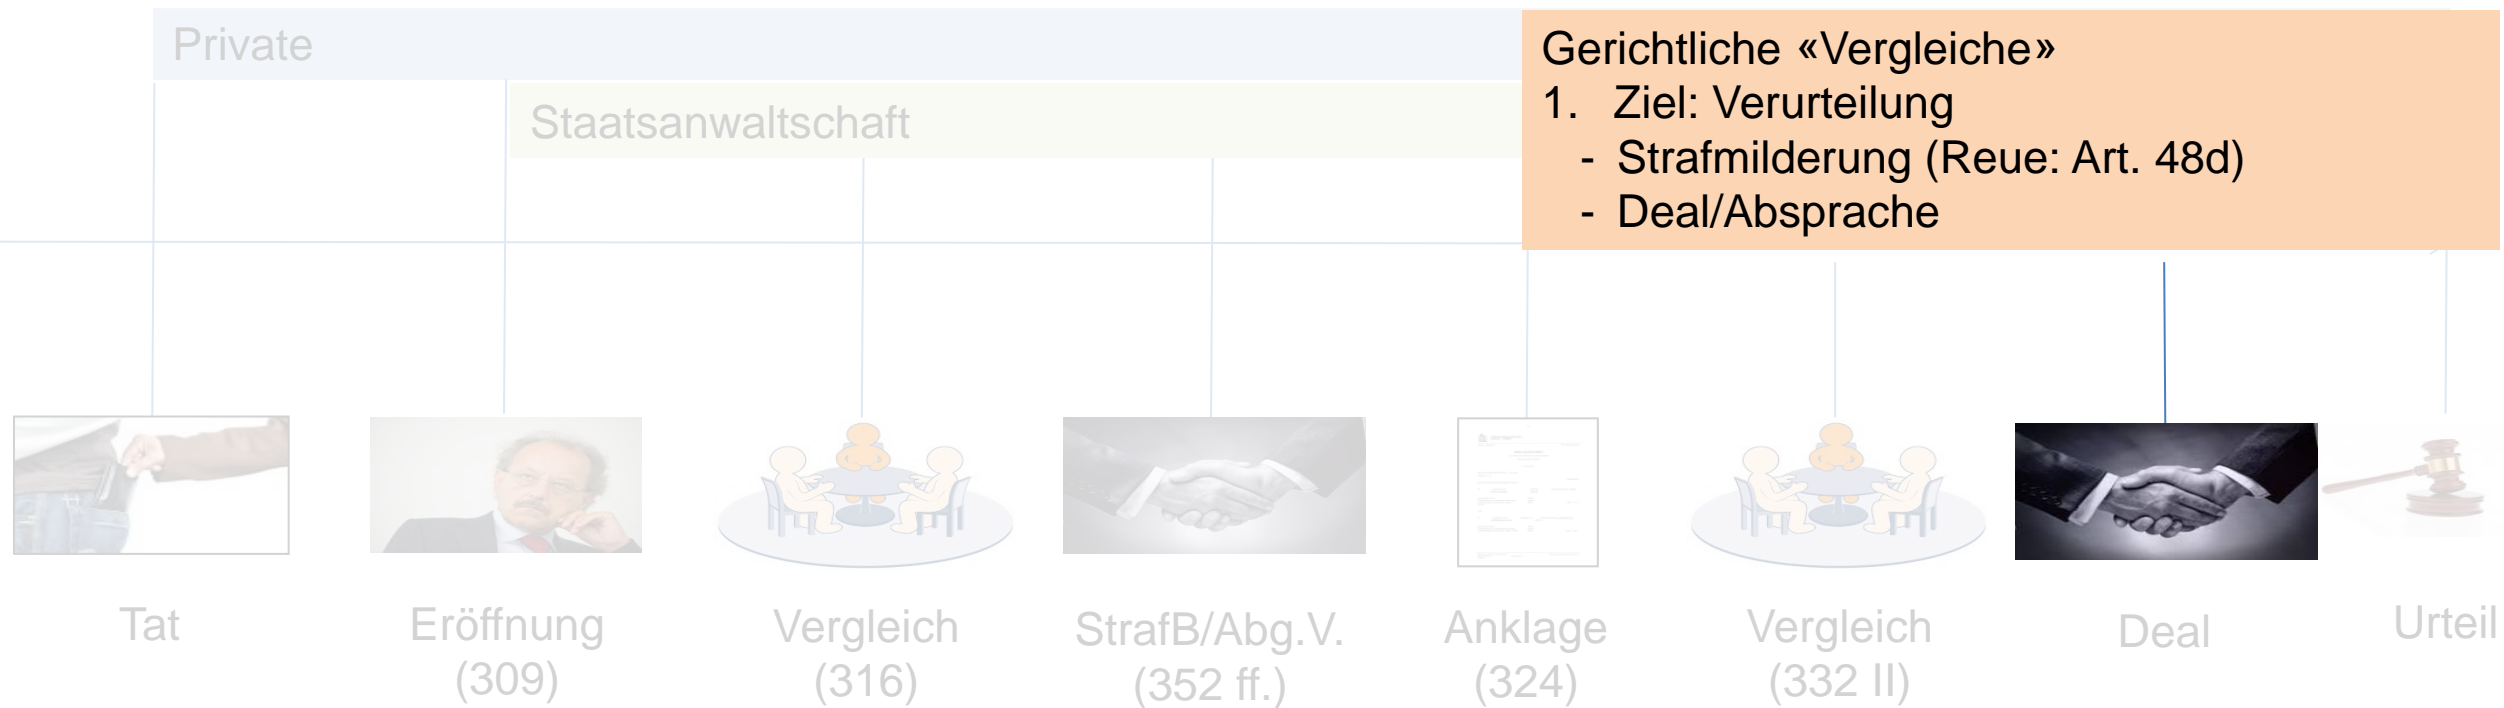 Private
Staatsanwaltschaft
Gerichtliche «Vergleiche»
1. Ziel: Verurteilung
- Strafmilderung (Reue: Art. 48d)
- Deal/Absprache
Tat
Eröffnung
(309)
Vergleich
(316)
StrafB/Abg.V.
(352 ff.)
Anklage
(324)
Vergleich
(332 II)
Deal
Urteil